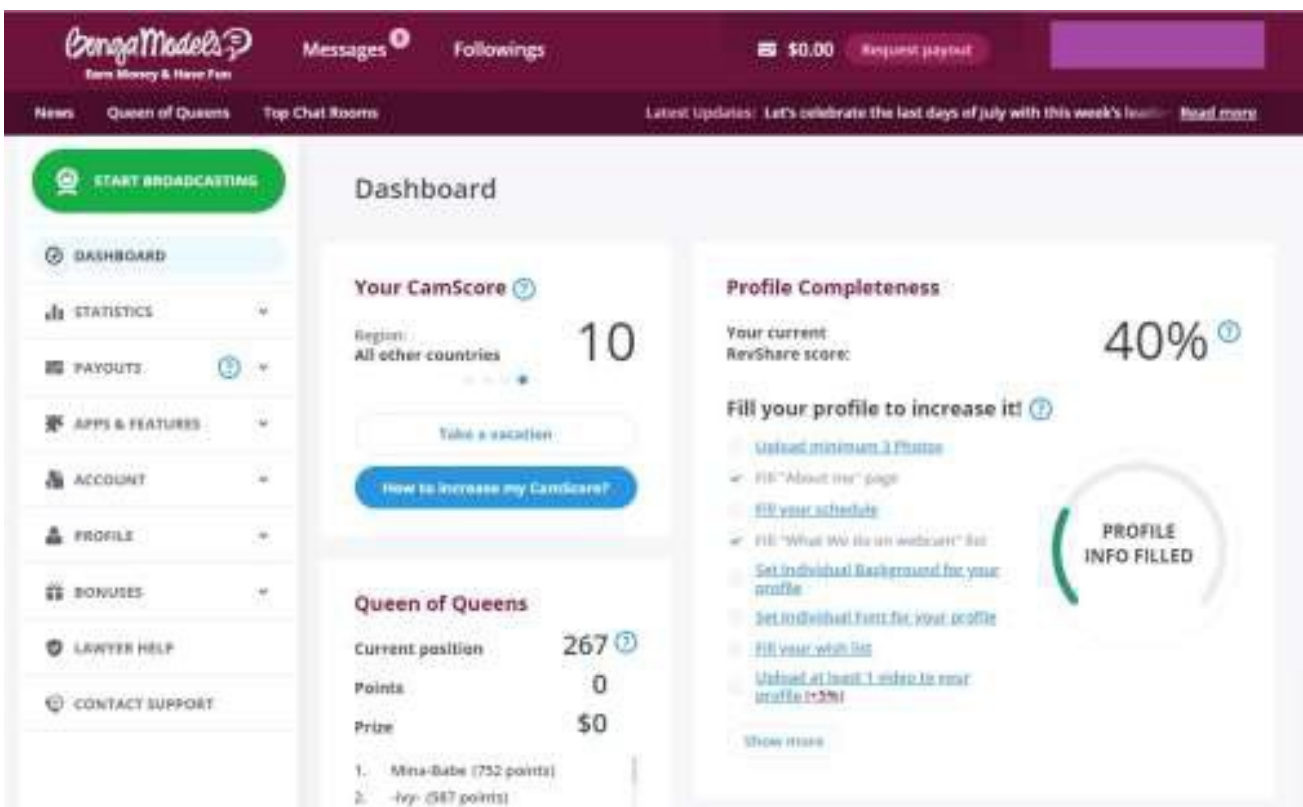 BongaModels
Earn Money & Have Fun
Messages 0
Followings
$0.00
Request payout
News
Queen of Queens
Top Chat Rooms
Latest Updates: Let's celebrate the last days of July with this week's
Read more
START BROADCASTING
DASHBOARD
STATISTICS
PAYOUTS
APPS & FEATURES
ACCOUNT
PROFILE
BONUSES
LAWYER HELP
CONTACT SUPPORT
Dashboard
Your CamScore
Region:
All other countries
10
Take a vacation
How to increase my CamScore?
Queen of Queens
Current position 267
Points 0
Prize $0
1. Mina-Babe (752 points)
2. -Ivy- (587 points)
Profile Completeness
Your current
RevShare score:
40%
Fill your profile to increase it!
Upload minimum 3 Photos
Fill "About me" page
Fill your schedule
Fill "What We do on webcam" list
Set Individual Background for your
profile
Set Individual Font for your profile
Fill your wish list
Upload at least 1 video to your
profile (+5%)
Show more
PROFILE
INFO FILLED